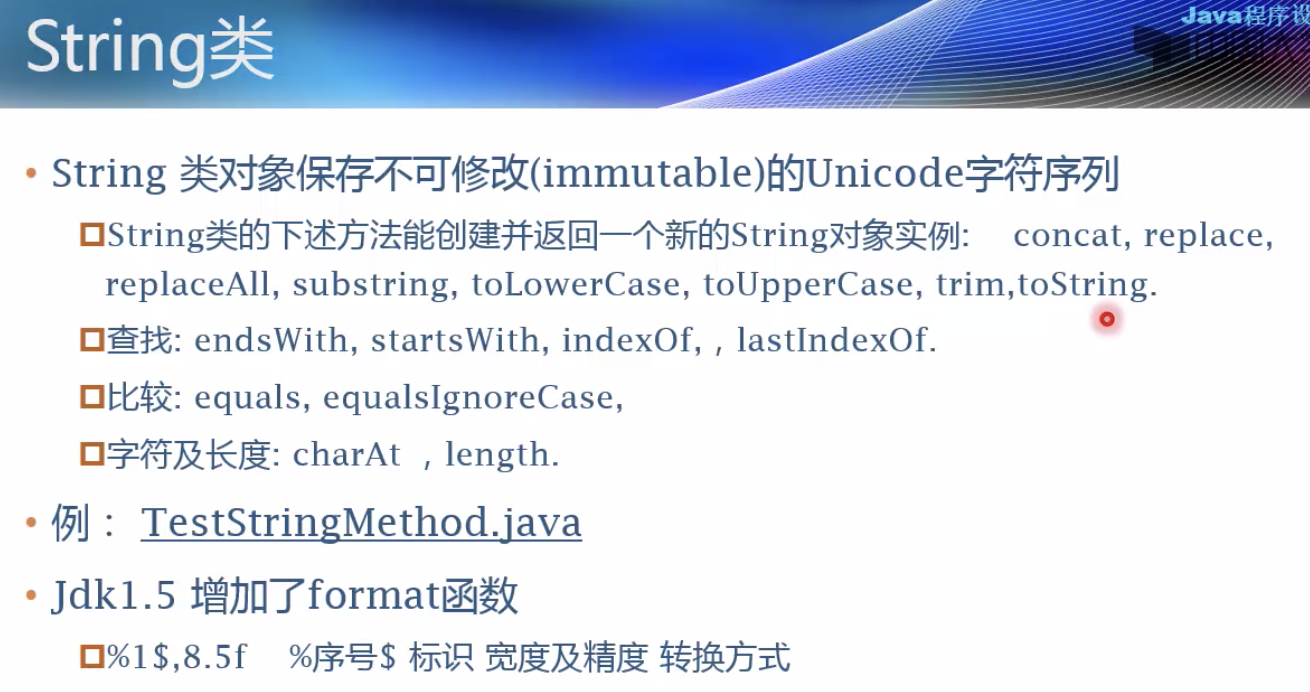 Java程序设
String类
• String 类对象保存不可修改(immutable)的Unicode字符序列
String类的下述方法能创建并返回一个新的String对象实例: concat, replace,
replaceAll, substring, toLowerCase, toUpperCase, trim,toString.
查找: endsWith, startsWith, indexOf, , lastIndexOf.
比较: equals, equalsIgnoreCase,
字符及长度: charAt , length.
• 例： TestStringMethod.java
• Jdk1.5 增加了format函数
%1$,8.5f %序号$ 标识 宽度及精度 转换方式